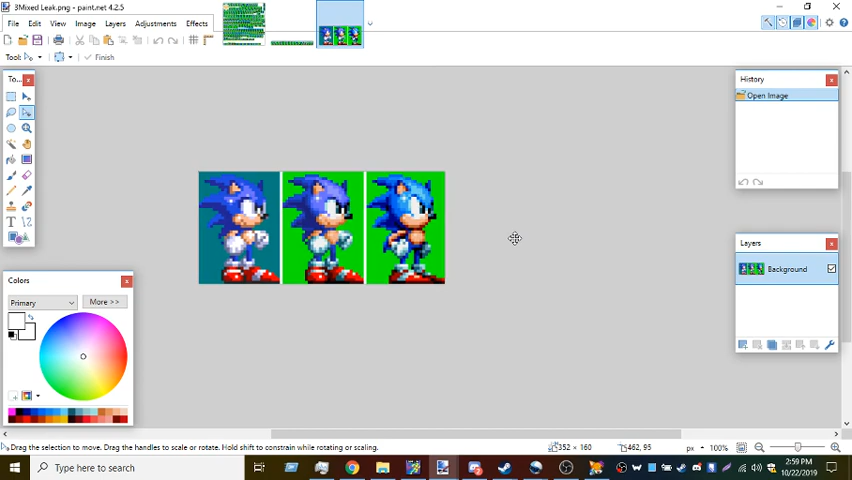 3Mixed Leak.png - paint.net 4.2.5
File Edit View Image Layers Adjustments Effects
Tool: Finish
To...
History
Open Image
Layers
Background
Colors
Primary More >>
Drag the selection to move. Drag the handles to scale or rotate. Hold shift to constrain while rotating or scaling. 352 × 160 462, 95 px 100%
Type here to search
2:59 PM
10/22/2019